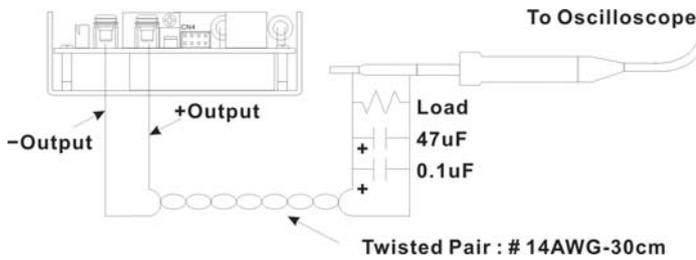 To Oscilloscope
CN4
+Output
−Output
Load
47uF
+
0.1uF
+
Twisted Pair : # 14AWG-30cm